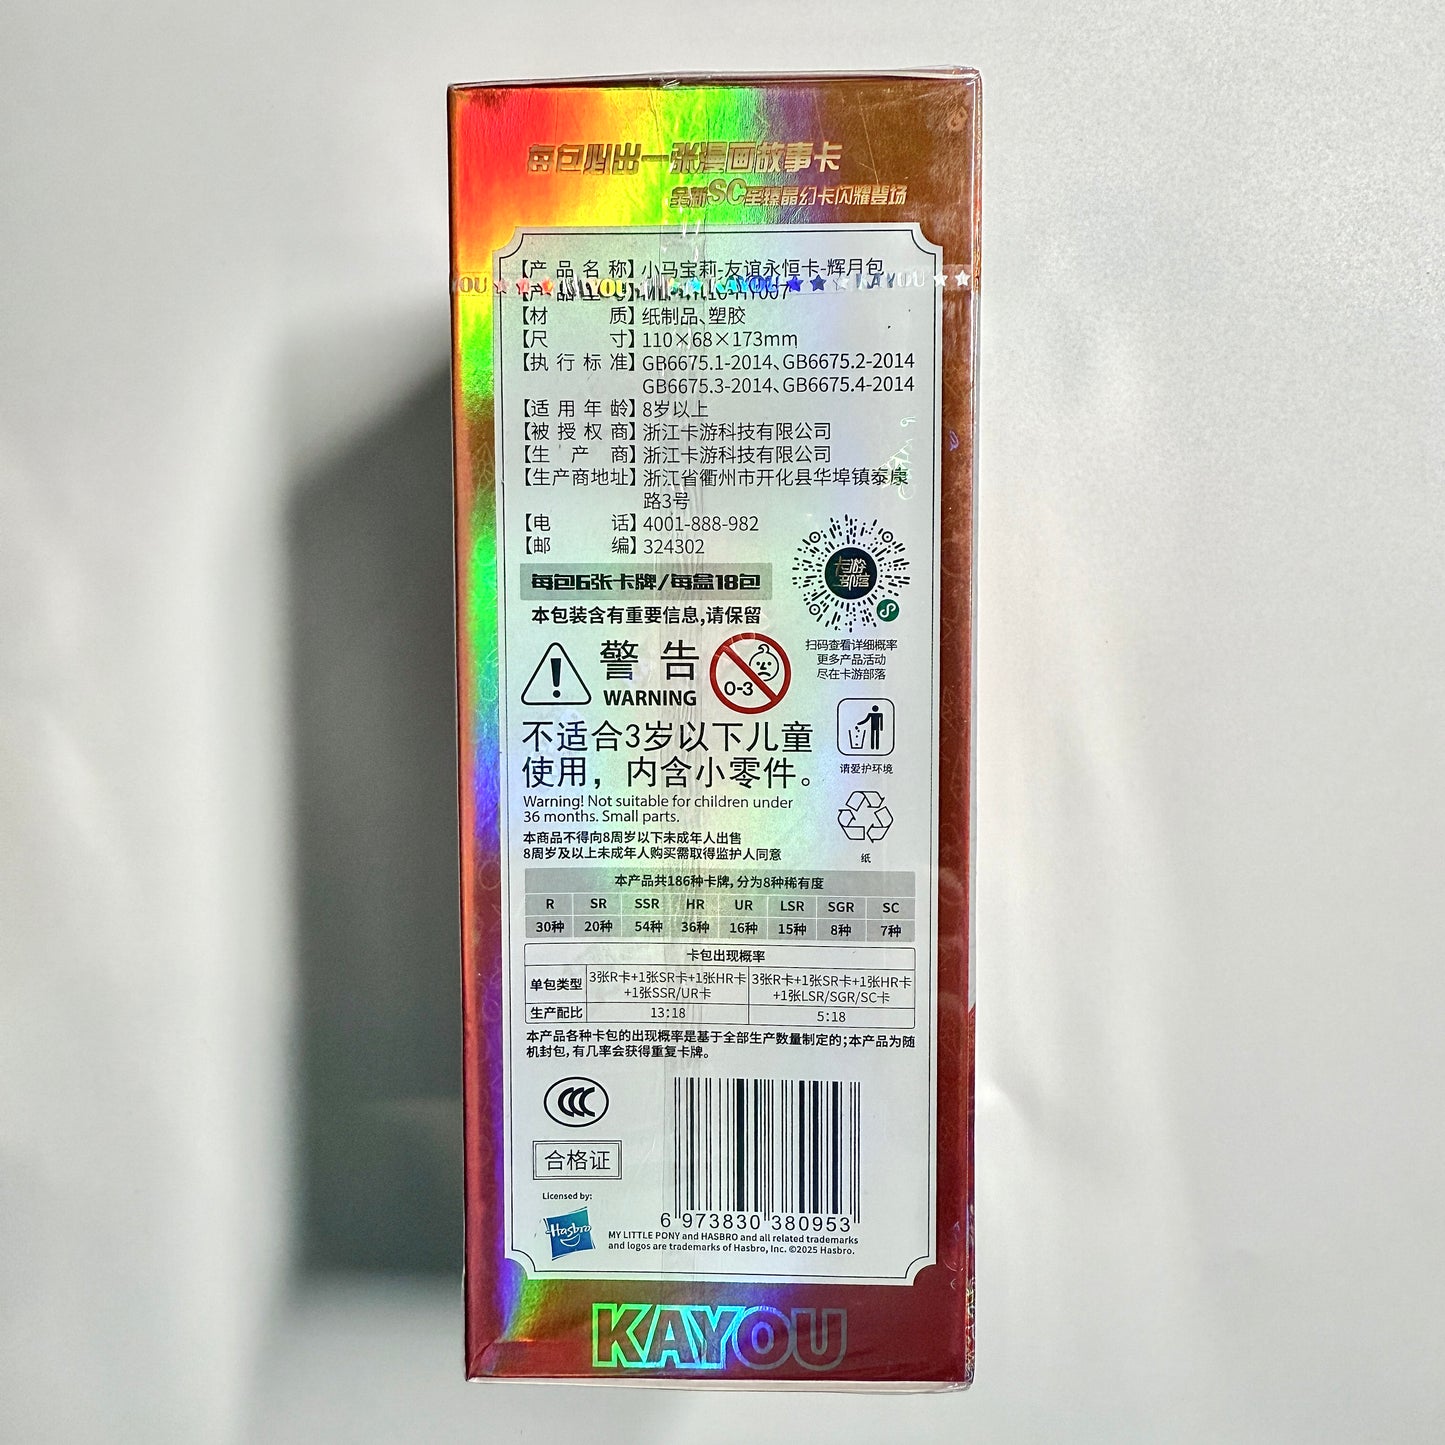 每包必出一张漫画故事卡
全新SC至臻晶幻卡闪耀登场
【产品名称】小马宝莉-友谊永恒卡-辉月包
KAYOU KAYOU KAYOU
【材质】纸制品、塑胶
【尺寸】110×68×173mm
【执行标准】GB6675.1-2014、GB6675.2-2014
GB6675.3-2014、GB6675.4-2014
【适用年龄】8岁以上
【被授权商】浙江卡游科技有限公司
【生产商】浙江卡游科技有限公司
【生产商地址】浙江省衢州市开化县华埠镇泰康
路3号
【电话】4001-888-982
【邮编】324302
卡游
部落
每包6张卡牌/每盒18包
本包装含有重要信息,请保留
扫码查看详细概率
更多产品活动
尽在卡游部落
警告
WARNING
0-3
不适合3岁以下儿童
使用，内含小零件。
请爱护环境
Warning! Not suitable for children under
36 months. Small parts.
本商品不得向8周岁以下未成年人出售
8周岁及以上未成年人购买需取得监护人同意
纸
本产品共186种卡牌,分为8种稀有度
R SR SSR HR UR LSR SGR SC
30种 20种 54种 36种 16种 15种 8种 7种
卡包出现概率
单包类型 3张R卡+1张SR卡+1张HR卡+1张SSR/UR卡 3张R卡+1张SR卡+1张HR卡+1张LSR/SGR/SC卡
生产配比 13:18 5:18
本产品各种卡包的出现概率是基于全部生产数量制定的;本产品为随
机封包,有几率会获得重复卡牌。
CCC
合格证
Licensed by:
Hasbro
6 973830 380953
MY LITTLE PONY and HASBRO and all related trademarks
and logos are trademarks of Hasbro, Inc. ©2025 Hasbro.
KAYOU